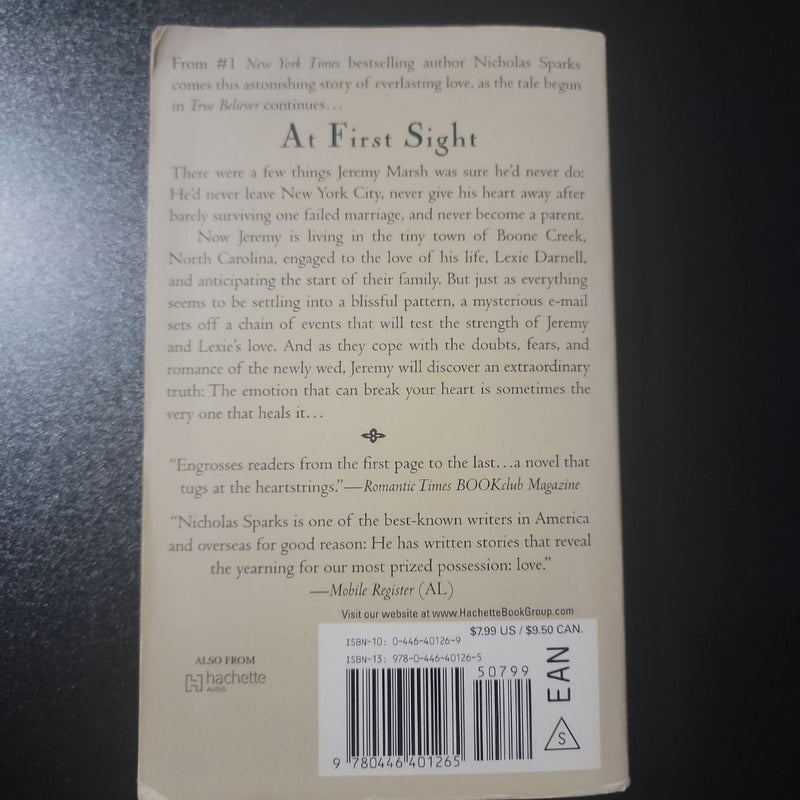 From #1 New York Times bestselling author Nicholas Sparks
comes this astonishing story of everlasting love, as the tale begun
in True Believer continues...
At First Sight
There were a few things Jeremy Marsh was sure he'd never do:
He'd never leave New York City, never give his heart away after
barely surviving one failed marriage, and never become a parent.
Now Jeremy is living in the tiny town of Boone Creek,
North Carolina, engaged to the love of his life, Lexie Darnell,
and anticipating the start of their family. But just as everything
seems to be settling into a blissful pattern, a mysterious e-mail
sets off a chain of events that will test the strength of Jeremy
and Lexie's love. And as they cope with the doubts, fears, and
romance of the newly wed, Jeremy will discover an extraordinary
truth: The emotion that can break your heart is sometimes the
very one that heals it...
"Engrosses readers from the first page to the last...a novel that
tugs at the heartstrings."—Romantic Times BOOKclub Magazine
"Nicholas Sparks is one of the best-known writers in America
and overseas for good reason: He has written stories that reveal
the yearning for our most prized possession: love."
—Mobile Register (AL)
Visit our website at www.HachetteBookGroup.com
$7.99 US / $9.50 CAN.
ISBN-10: 0-446-40126-9
ISBN-13: 978-0-446-40126-5
50799
EAN
S
9 780446 401265
ALSO FROM
hachette
AUDIO